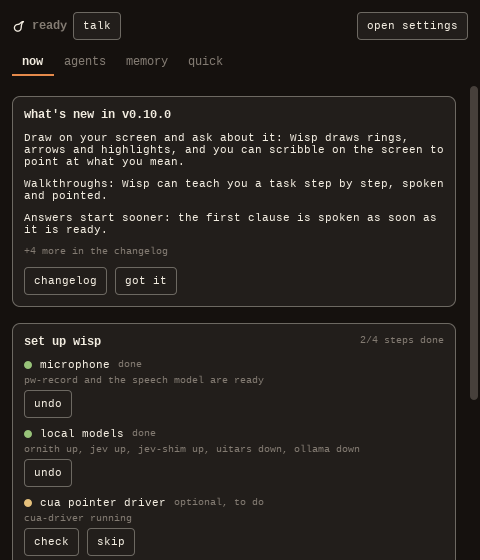 ready talk open settings
now agents memory quick
what's new in v0.10.0
Draw on your screen and ask about it: Wisp draws rings,
arrows and highlights, and you can scribble on the screen to
point at what you mean.
Walkthroughs: Wisp can teach you a task step by step, spoken
and pointed.
Answers start sooner: the first clause is spoken as soon as
it is ready.
+4 more in the changelog
changelog got it
set up wisp 2/4 steps done
microphone done
pw-record and the speech model are ready
undo
local models done
ornith up, jev up, jev-shim up, uitars down, ollama down
undo
cua pointer driver optional, to do
cua-driver running
check skip